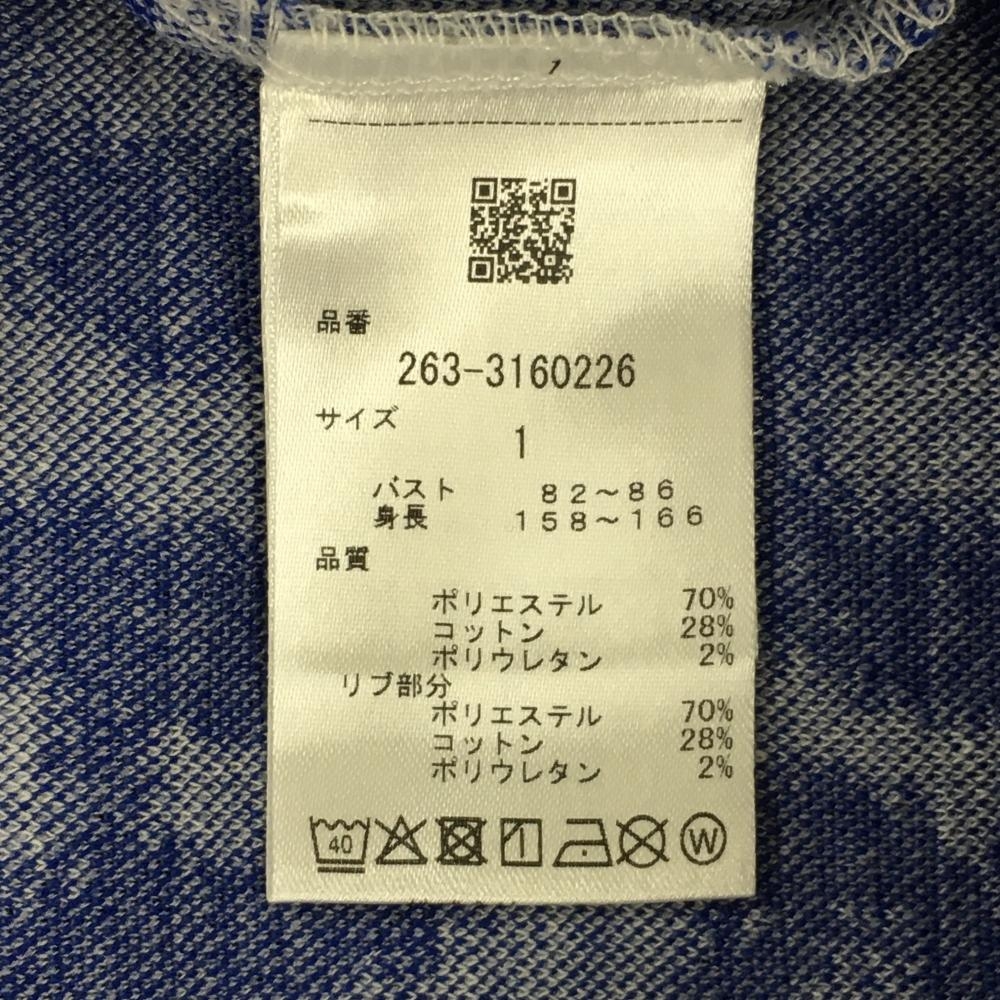 1
品番
263-3160226
サイズ
1
バスト 82～86
身長 158～166
品質
ポリエステル 70%
コットン 28%
ポリウレタン 2%
リブ部分
ポリエステル 70%
コットン 28%
ポリウレタン 2%
40 W